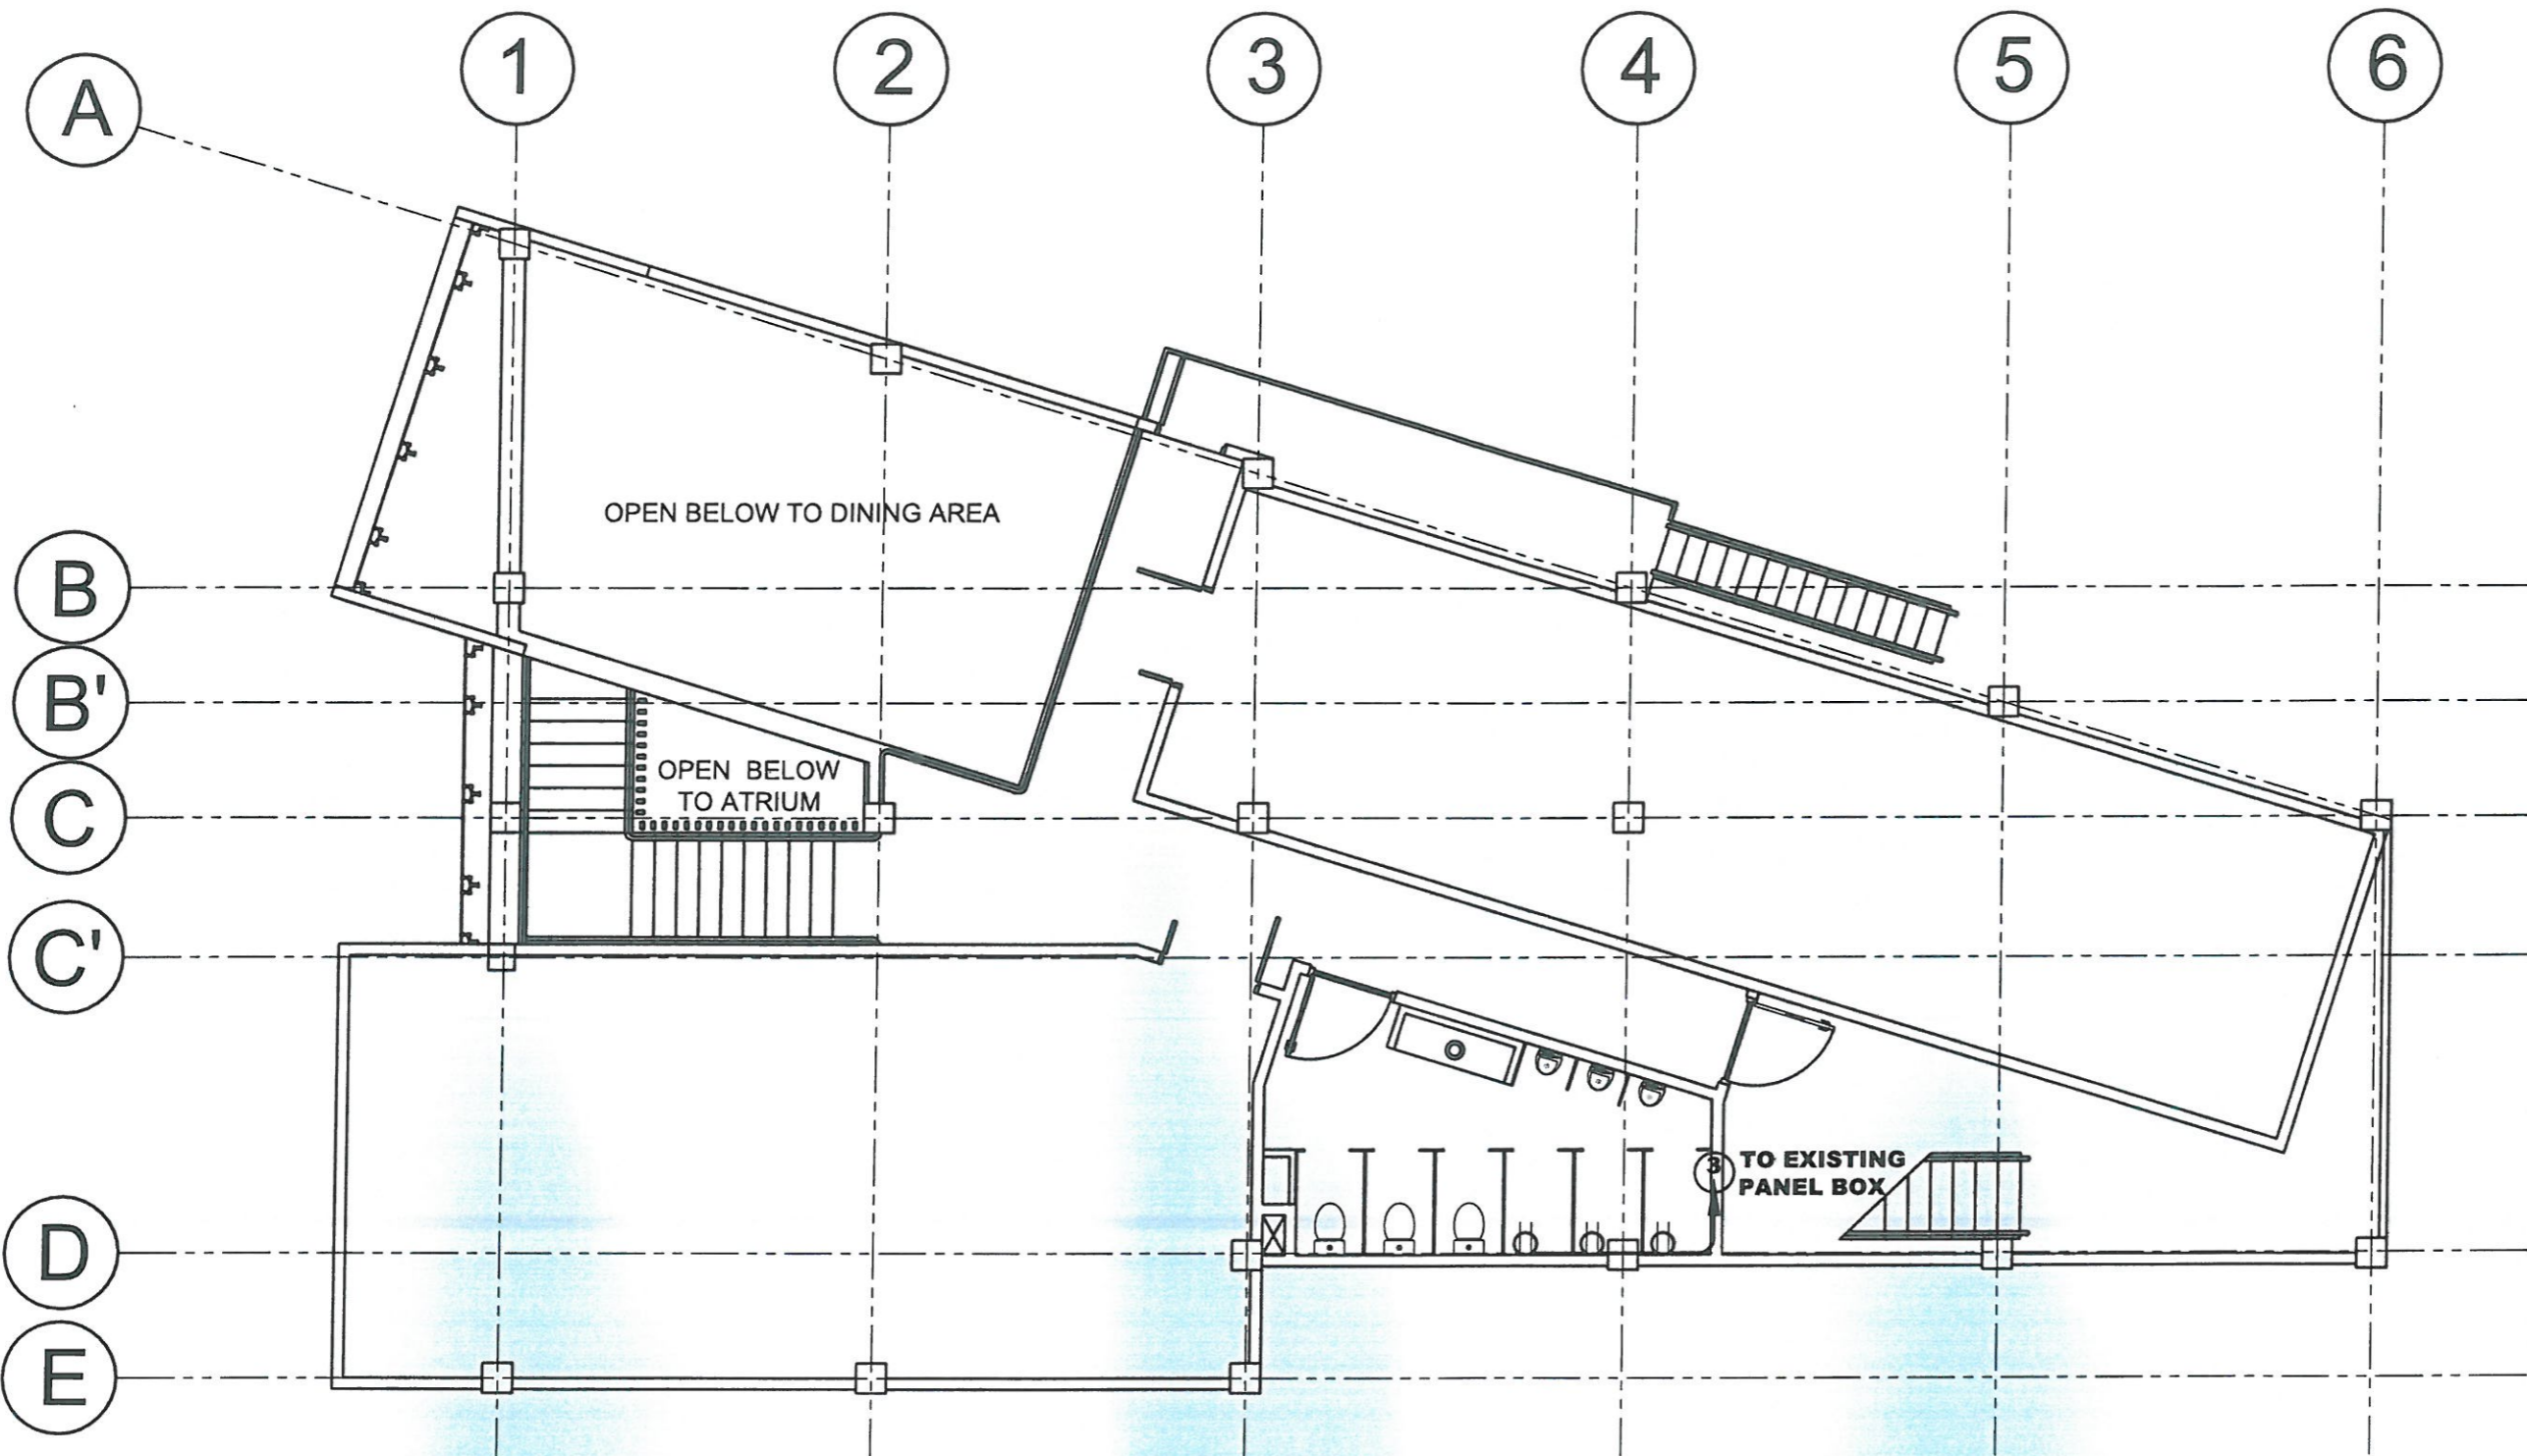 1
2
3
4
5
6
A
B
B'
C
C'
D
E
OPEN BELOW TO DINING AREA
OPEN BELOW
TO ATRIUM
3
TO EXISTING
PANEL BOX